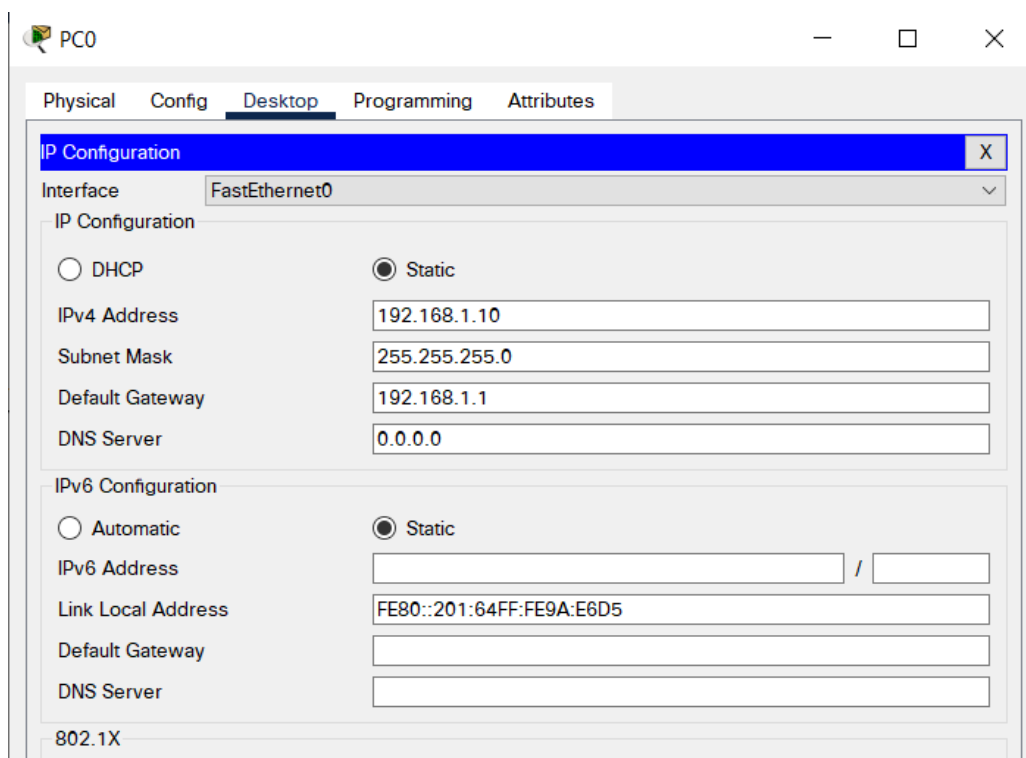 PC0
Physical Config Desktop Programming Attributes
IP Configuration X
Interface FastEthernet0
IP Configuration
DHCP Static
IPv4 Address 192.168.1.10
Subnet Mask 255.255.255.0
Default Gateway 192.168.1.1
DNS Server 0.0.0.0
IPv6 Configuration
Automatic Static
IPv6 Address /
Link Local Address FE80::201:64FF:FE9A:E6D5
Default Gateway
DNS Server
802.1X